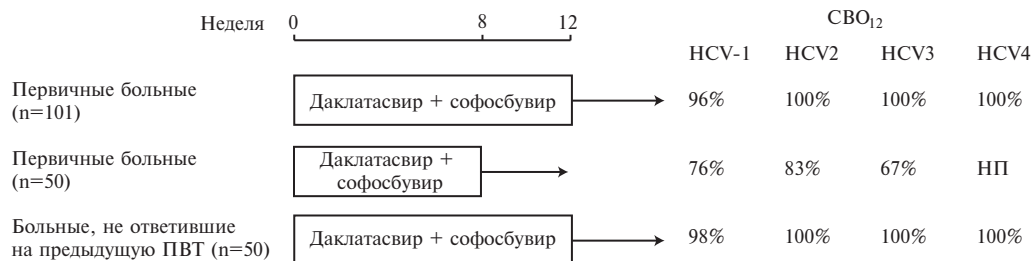 Неделя 0 8 12 СВО12
HCV-1 HCV2 HCV3 HCV4
Первичные больные
(n=101)
Даклатасвир + софосбувир
96% 100% 100% 100%
Первичные больные
(n=50)
Даклатасвир +
софосбувир
76% 83% 67% НП
Больные, не ответившие
на предыдущую ПВТ (n=50)
Даклатасвир + софосбувир
98% 100% 100% 100%